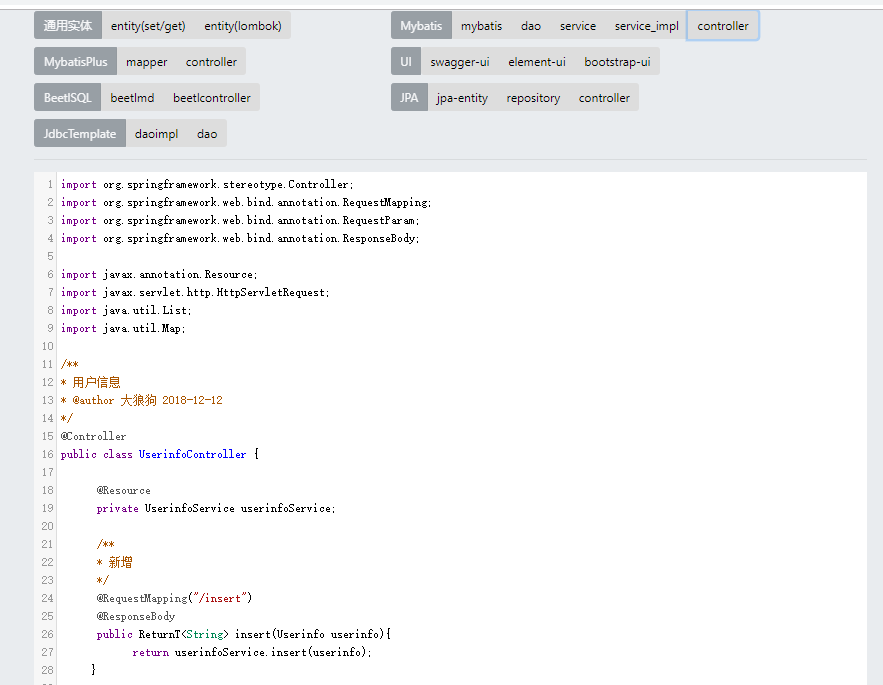 通用实体 entity(set/get) entity(lombok) Mybatis mybatis dao service service_impl controller
MybatisPlus mapper controller UI swagger-ui element-ui bootstrap-ui
BeetlSQL beetlmd beetlcontroller JPA jpa-entity repository controller
JdbcTemplate daoimpl dao
1 import org.springframework.stereotype.Controller;
2 import org.springframework.web.bind.annotation.RequestMapping;
3 import org.springframework.web.bind.annotation.RequestParam;
4 import org.springframework.web.bind.annotation.ResponseBody;
5
6 import javax.annotation.Resource;
7 import javax.servlet.http.HttpServletRequest;
8 import java.util.List;
9 import java.util.Map;
10
11 /**
12 * 用户信息
13 * @author 大狼狗 2018-12-12
14 */
15 @Controller
16 public class UserinfoController {
17
18 @Resource
19 private UserinfoService userinfoService;
20
21 /**
22 * 新增
23 */
24 @RequestMapping("/insert")
25 @ResponseBody
26 public ReturnT<String> insert(Userinfo userinfo){
27 return userinfoService.insert(userinfo);
28 }